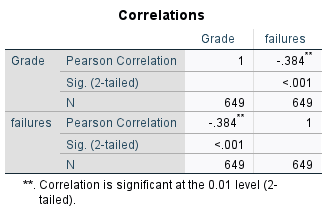 Correlations
Grade failures
Grade Pearson Correlation 1 -.384**
Sig. (2-tailed) <.001
N 649 649
failures Pearson Correlation -.384** 1
Sig. (2-tailed) <.001
N 649 649
**. Correlation is significant at the 0.01 level (2-
tailed).